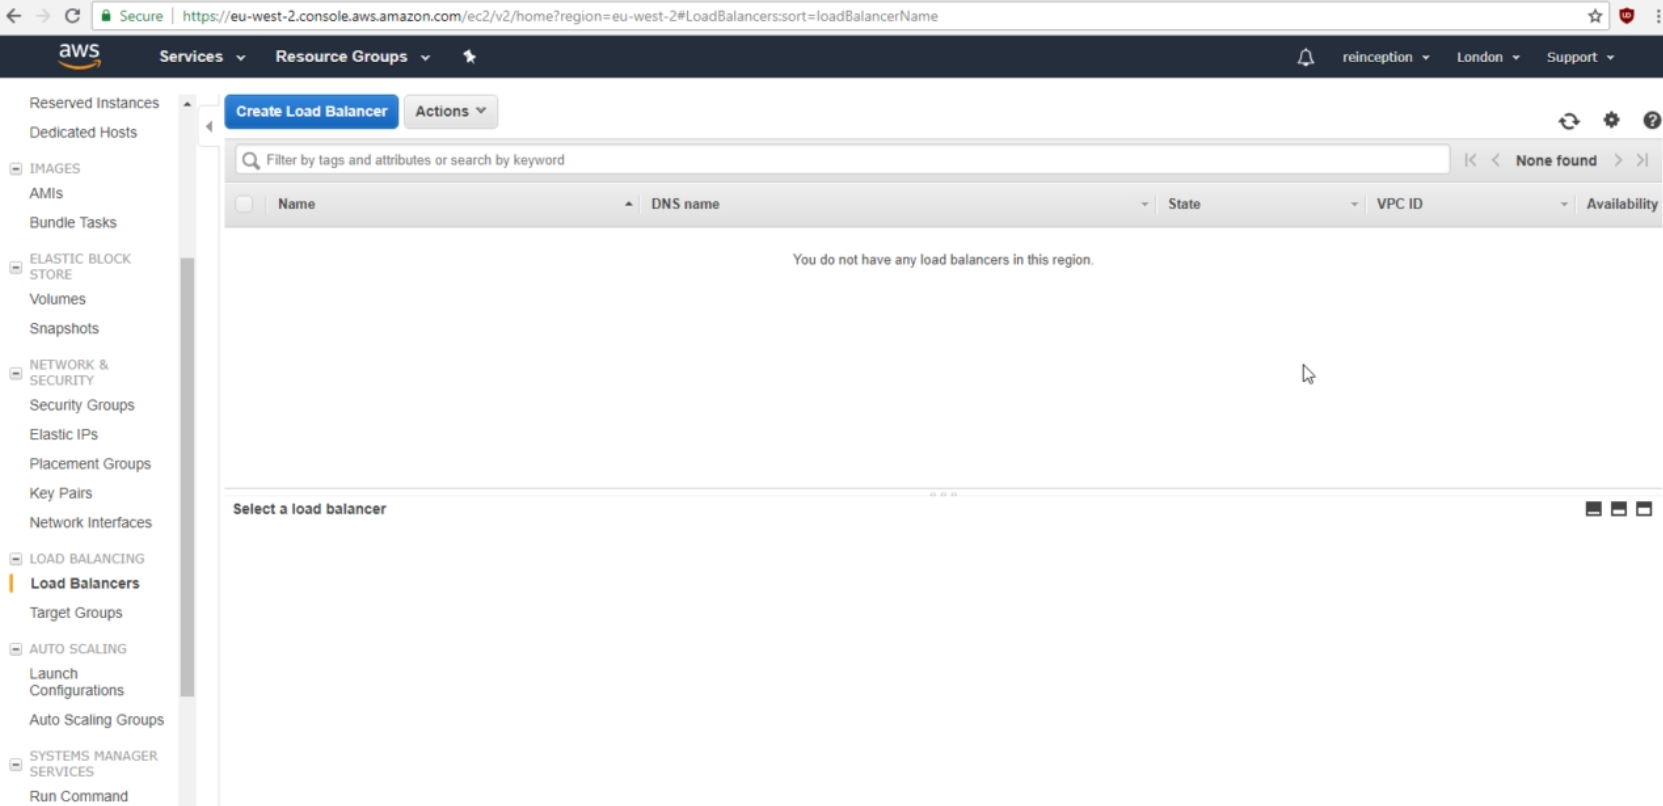 Secure https://eu-west-2.console.aws.amazon.com/ec2/v2/home?region=eu-west-2#LoadBalancers:sort=loadBalancerName
aws Services Resource Groups reinception London Support
Reserved Instances
Dedicated Hosts
IMAGES
AMIs
Bundle Tasks
ELASTIC BLOCK
STORE
Volumes
Snapshots
NETWORK &
SECURITY
Security Groups
Elastic IPs
Placement Groups
Key Pairs
Network Interfaces
LOAD BALANCING
Load Balancers
Target Groups
AUTO SCALING
Launch
Configurations
Auto Scaling Groups
SYSTEMS MANAGER
SERVICES
Run Command
Create Load Balancer Actions
Filter by tags and attributes or search by keyword None found
Name DNS name State VPC ID Availability
You do not have any load balancers in this region.
Select a load balancer